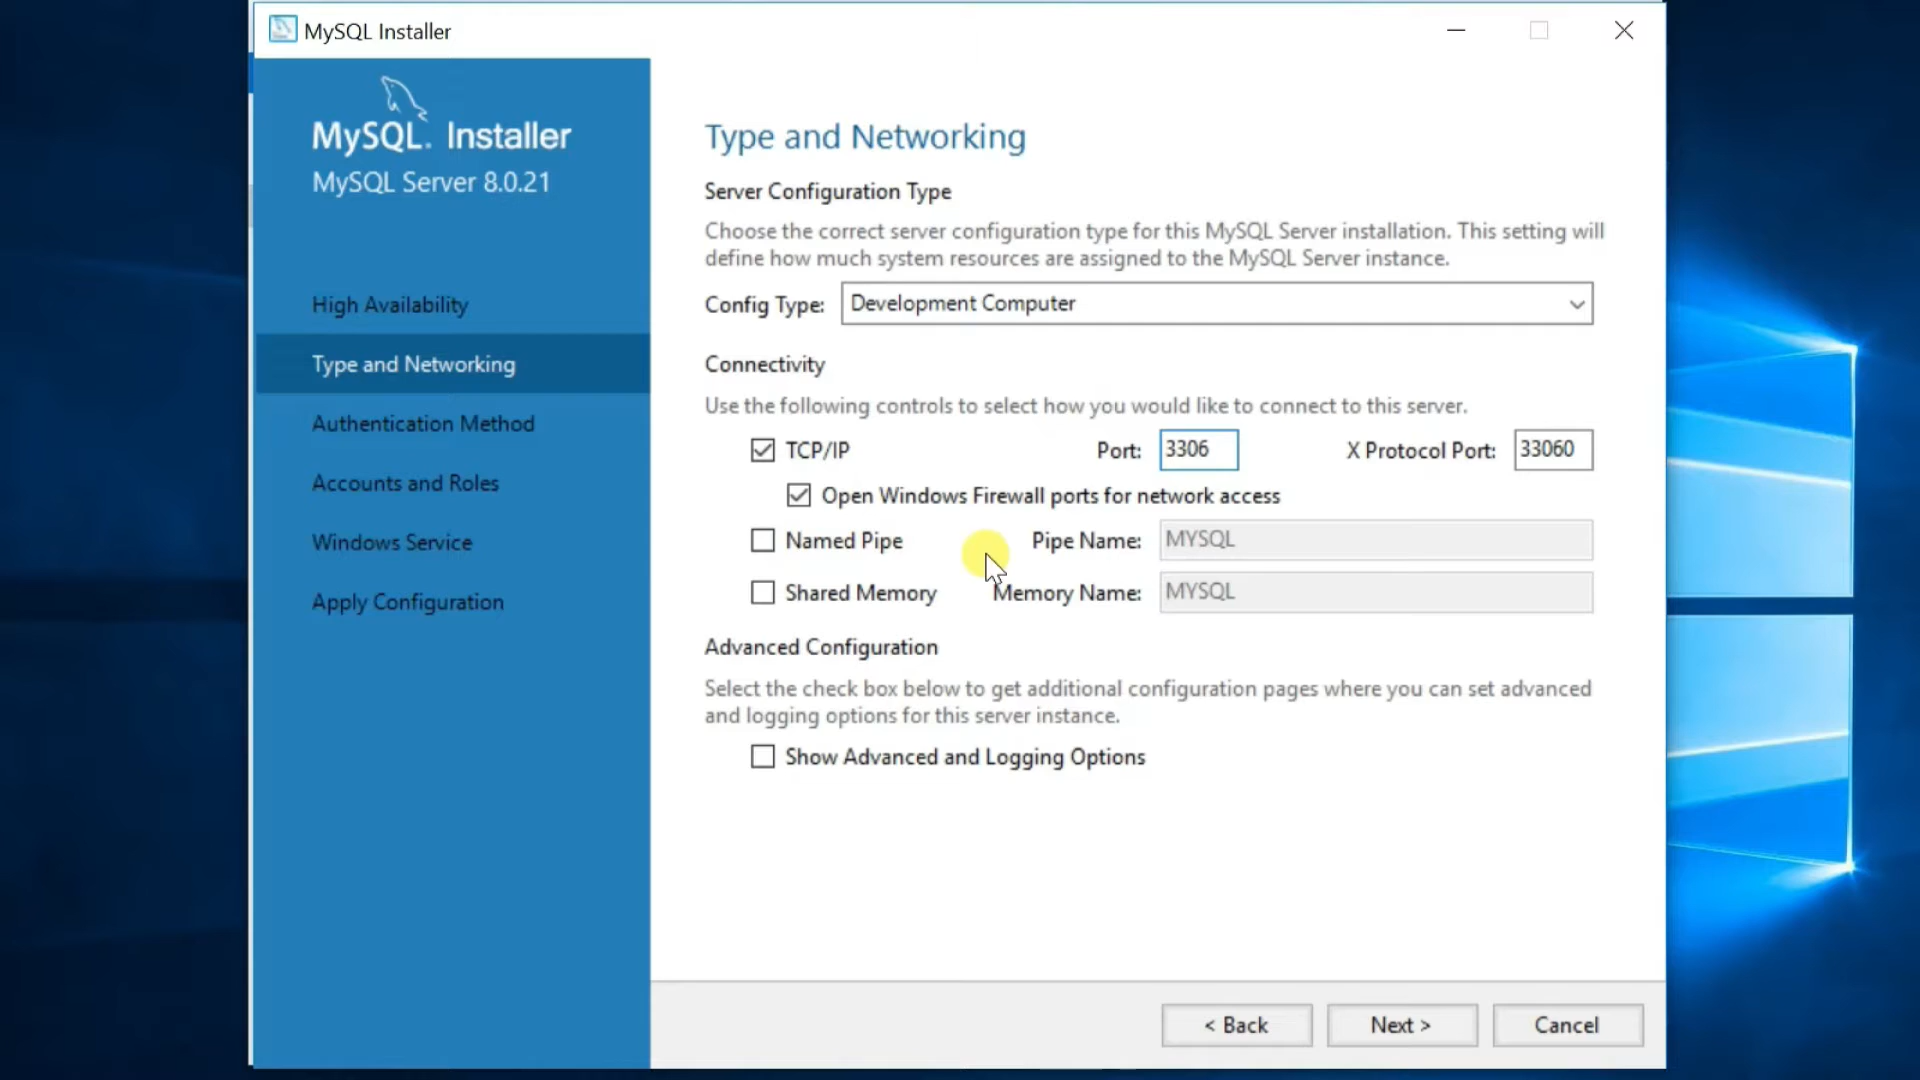 MySQL Installer
MySQL. Installer
MySQL Server 8.0.21
High Availability
Type and Networking
Authentication Method
Accounts and Roles
Windows Service
Apply Configuration
Type and Networking
Server Configuration Type
Choose the correct server configuration type for this MySQL Server installation. This setting will
define how much system resources are assigned to the MySQL Server instance.
Config Type: Development Computer
Connectivity
Use the following controls to select how you would like to connect to this server.
TCP/IP Port: 3306 X Protocol Port: 33060
Open Windows Firewall ports for network access
Named Pipe Pipe Name: MYSQL
Shared Memory Memory Name: MYSQL
Advanced Configuration
Select the check box below to get additional configuration pages where you can set advanced
and logging options for this server instance.
Show Advanced and Logging Options
< Back Next > Cancel